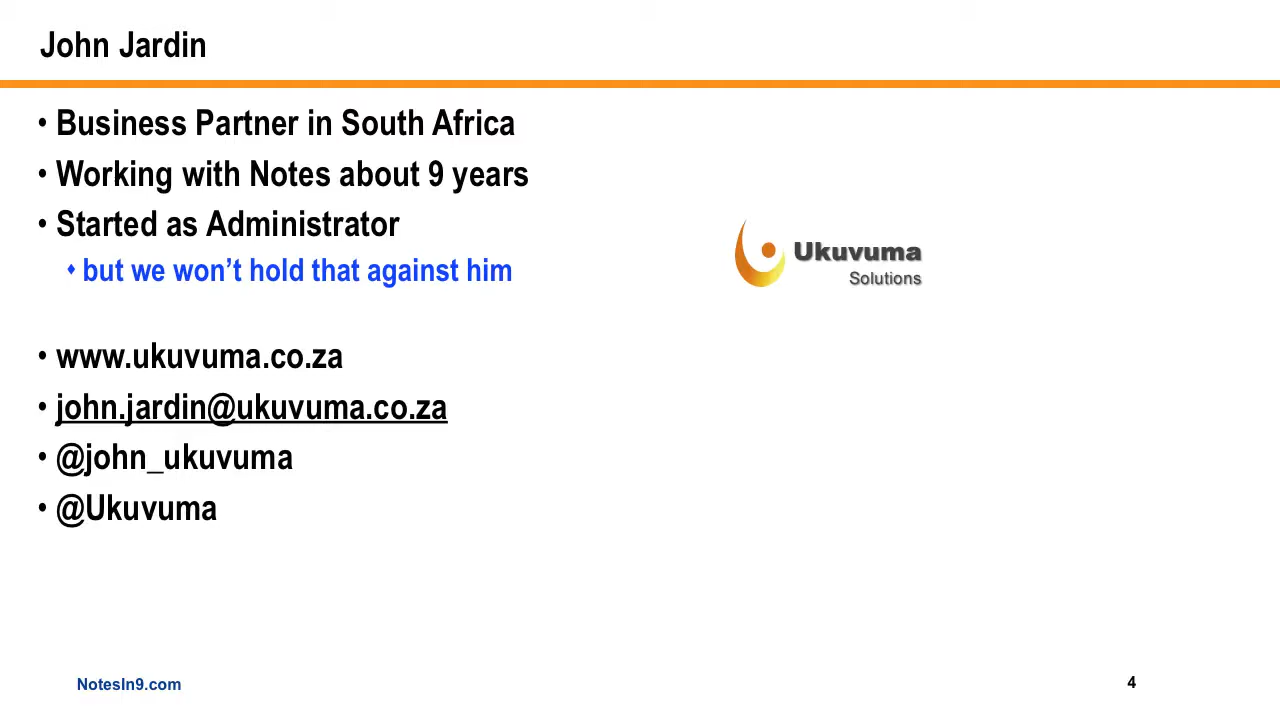 John Jardin
• Business Partner in South Africa
• Working with Notes about 9 years
• Started as Administrator
♦ but we won’t hold that against him
Ukuvuma
Solutions
• www.ukuvuma.co.za
• john.jardin@ukuvuma.co.za
• @john_ukuvuma
• @Ukuvuma
NotesIn9.com
4